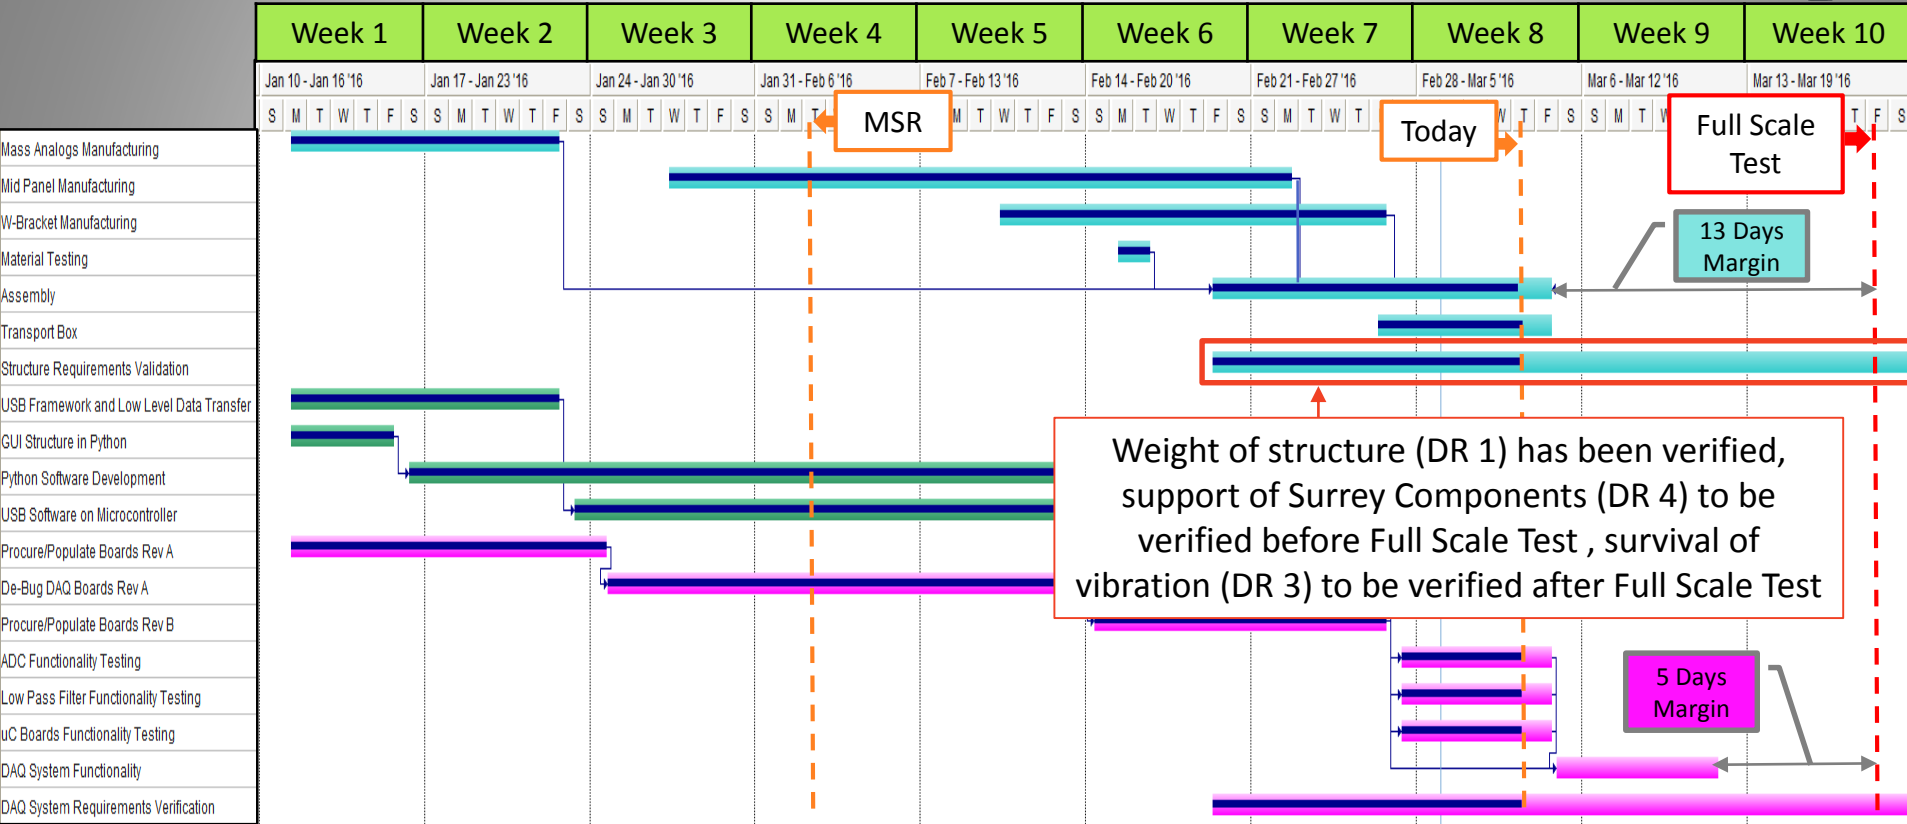 Week 1 Week 2 Week 3 Week 4 Week 5 Week 6 Week 7 Week 8 Week 9 Week 10
Jan 10 - Jan 16 '16 Jan 17 - Jan 23 '16 Jan 24 - Jan 30 '16 Jan 31 - Feb 6 '16 Feb 7 - Feb 13 '16 Feb 14 - Feb 20 '16 Feb 21 - Feb 27 '16 Feb 28 - Mar 5 '16 Mar 6 - Mar 12 '16 Mar 13 - Mar 19 '16
S M T W T F S S M T W T F S S M T W T F S S M T M T W T F S S M T W T F S S M T W T W T F S S M T W T F S
MSR
Today
Full Scale
Test
Mass Analogs Manufacturing
Mid Panel Manufacturing
W-Bracket Manufacturing
13 Days
Margin
Material Testing
Assembly
Transport Box
Structure Requirements Validation
USB Framework and Low Level Data Transfer
GUI Structure in Python
Python Software Development
USB Software on Microcontroller
Procure/Populate Boards Rev A
De-Bug DAQ Boards Rev A
Weight of structure (DR 1) has been verified,
support of Surrey Components (DR 4) to be
verified before Full Scale Test , survival of
vibration (DR 3) to be verified after Full Scale Test
Procure/Populate Boards Rev B
ADC Functionality Testing
Low Pass Filter Functionality Testing
5 Days
Margin
uC Boards Functionality Testing
DAQ System Functionality
DAQ System Requirements Verification